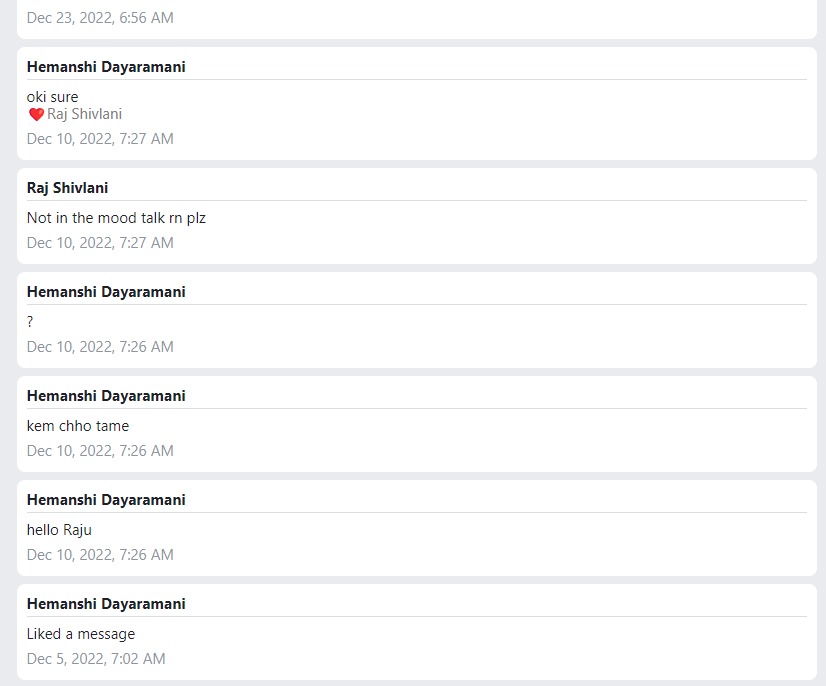 Dec 23, 2022, 6:56 AM
Hemanshi Dayaramani
oki sure
❤Raj Shivlani
Dec 10, 2022, 7:27 AM
Raj Shivlani
Not in the mood talk rn plz
Dec 10, 2022, 7:27 AM
Hemanshi Dayaramani
?
Dec 10, 2022, 7:26 AM
Hemanshi Dayaramani
kem chho tame
Dec 10, 2022, 7:26 AM
Hemanshi Dayaramani
hello Raju
Dec 10, 2022, 7:26 AM
Hemanshi Dayaramani
Liked a message
Dec 5, 2022, 7:02 AM